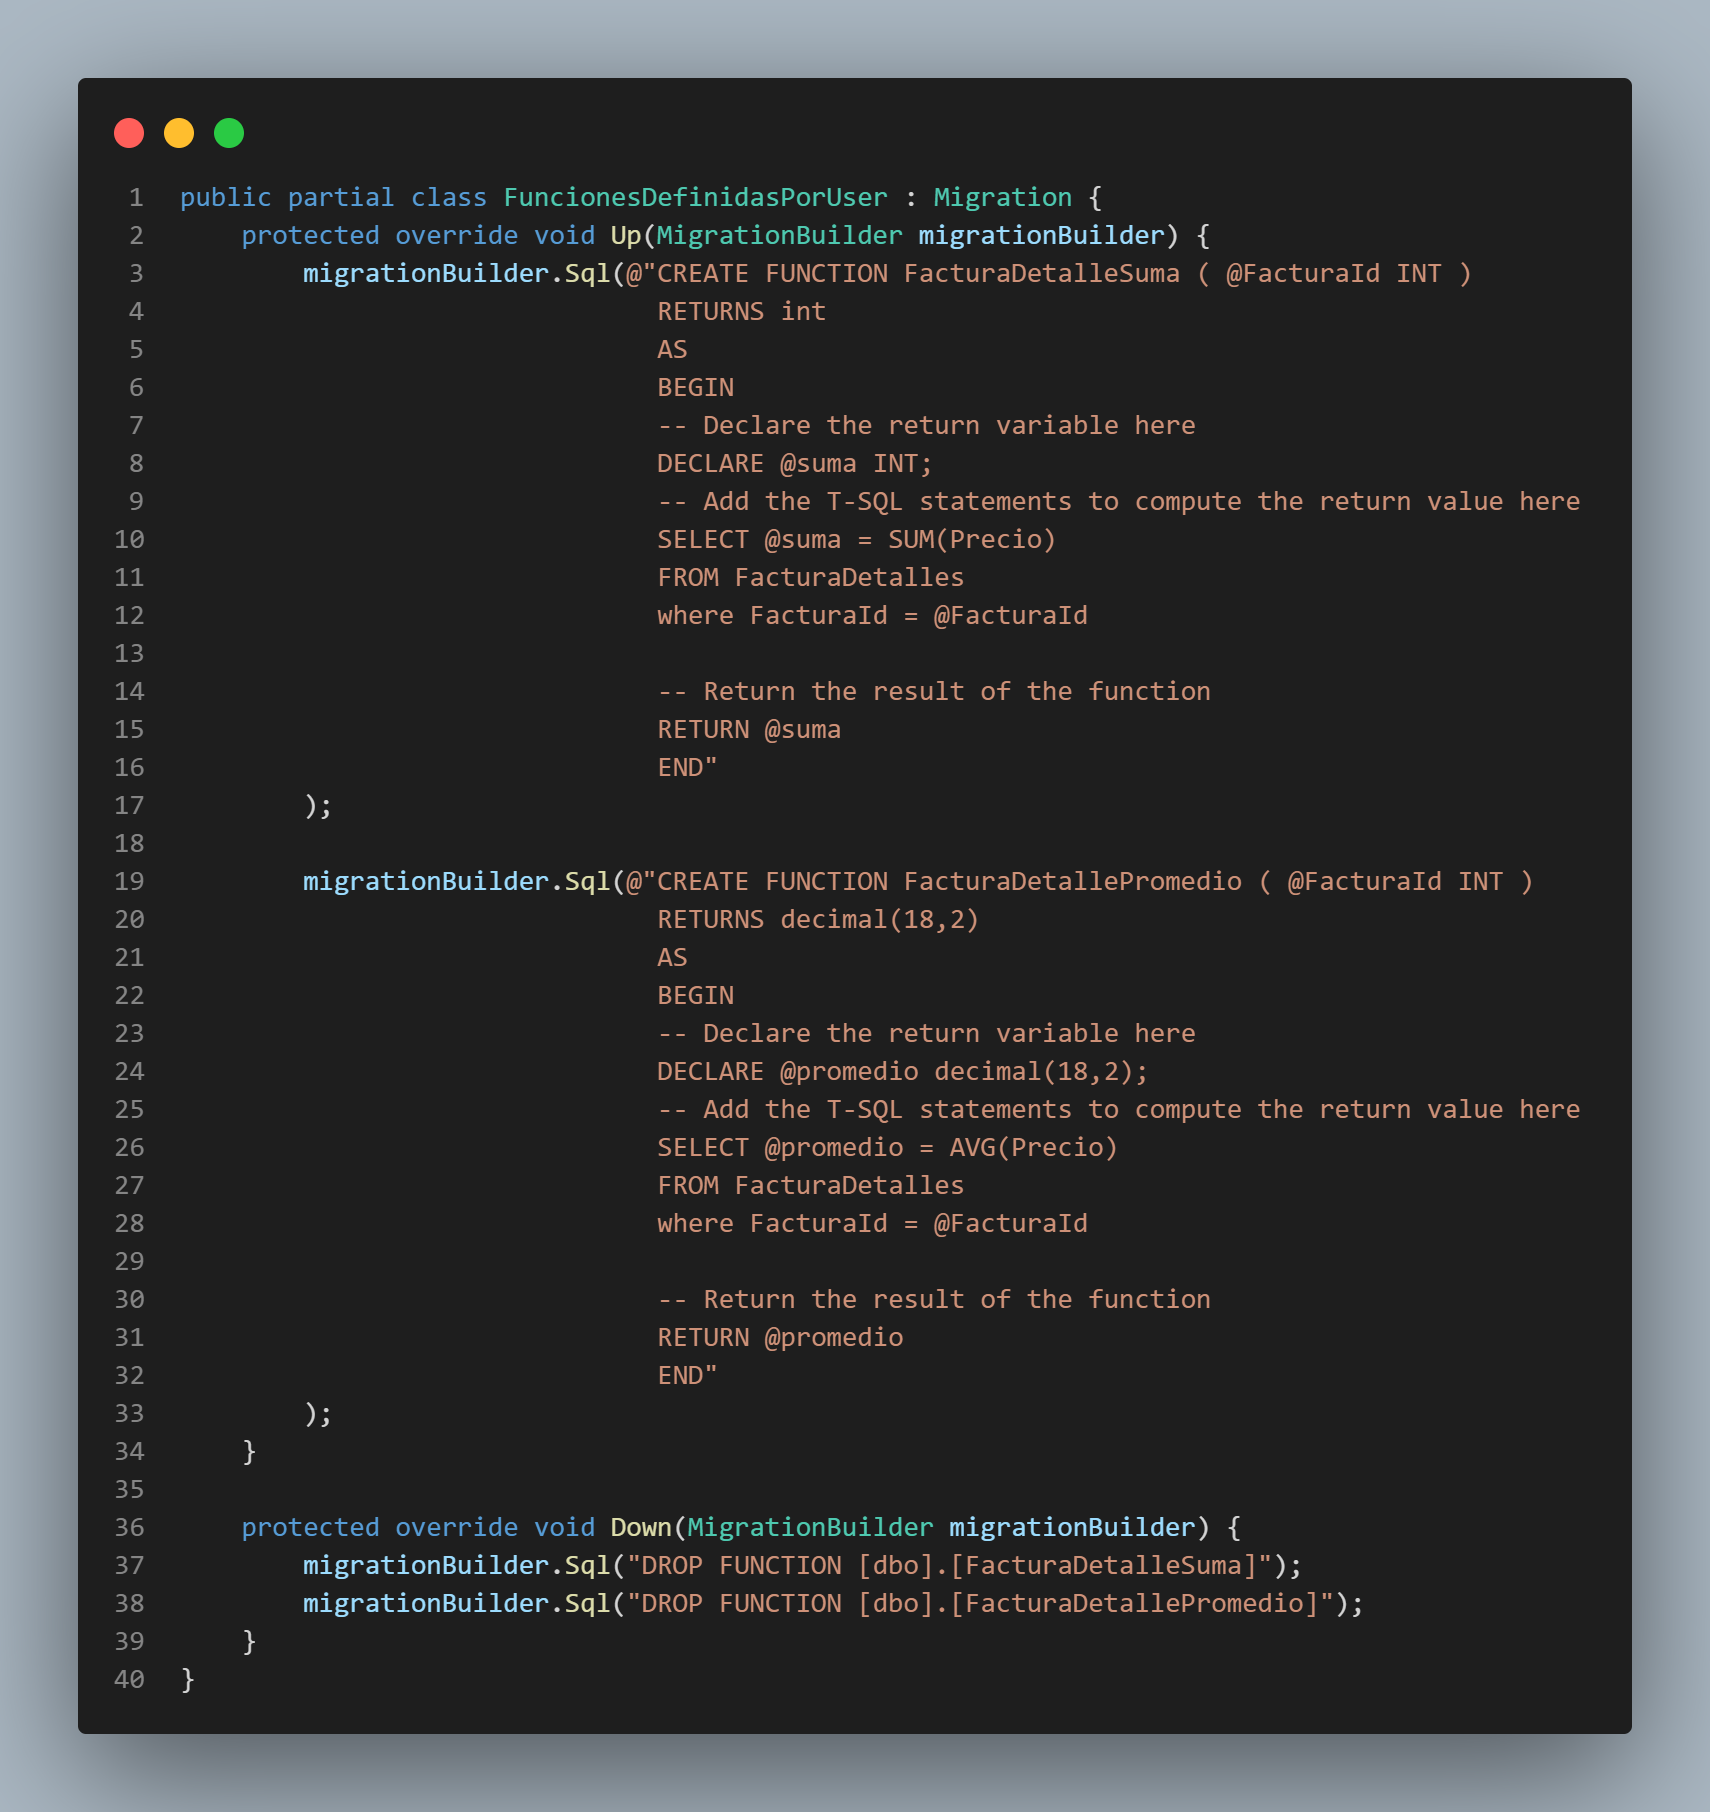 1 public partial class FuncionesDefinidasPorUser : Migration {
2 protected override void Up(MigrationBuilder migrationBuilder) {
3 migrationBuilder.Sql(@"CREATE FUNCTION FacturaDetalleSuma ( @FacturaId INT )
4 RETURNS int
5 AS
6 BEGIN
7 -- Declare the return variable here
8 DECLARE @suma INT;
9 -- Add the T-SQL statements to compute the return value here
10 SELECT @suma = SUM(Precio)
11 FROM FacturaDetalles
12 where FacturaId = @FacturaId
13
14 -- Return the result of the function
15 RETURN @suma
16 END"
17 );
18
19 migrationBuilder.Sql(@"CREATE FUNCTION FacturaDetallePromedio ( @FacturaId INT )
20 RETURNS decimal(18,2)
21 AS
22 BEGIN
23 -- Declare the return variable here
24 DECLARE @promedio decimal(18,2);
25 -- Add the T-SQL statements to compute the return value here
26 SELECT @promedio = AVG(Precio)
27 FROM FacturaDetalles
28 where FacturaId = @FacturaId
29
30 -- Return the result of the function
31 RETURN @promedio
32 END"
33 );
34 }
35
36 protected override void Down(MigrationBuilder migrationBuilder) {
37 migrationBuilder.Sql("DROP FUNCTION [dbo].[FacturaDetalleSuma]");
38 migrationBuilder.Sql("DROP FUNCTION [dbo].[FacturaDetallePromedio]");
39 }
40 }